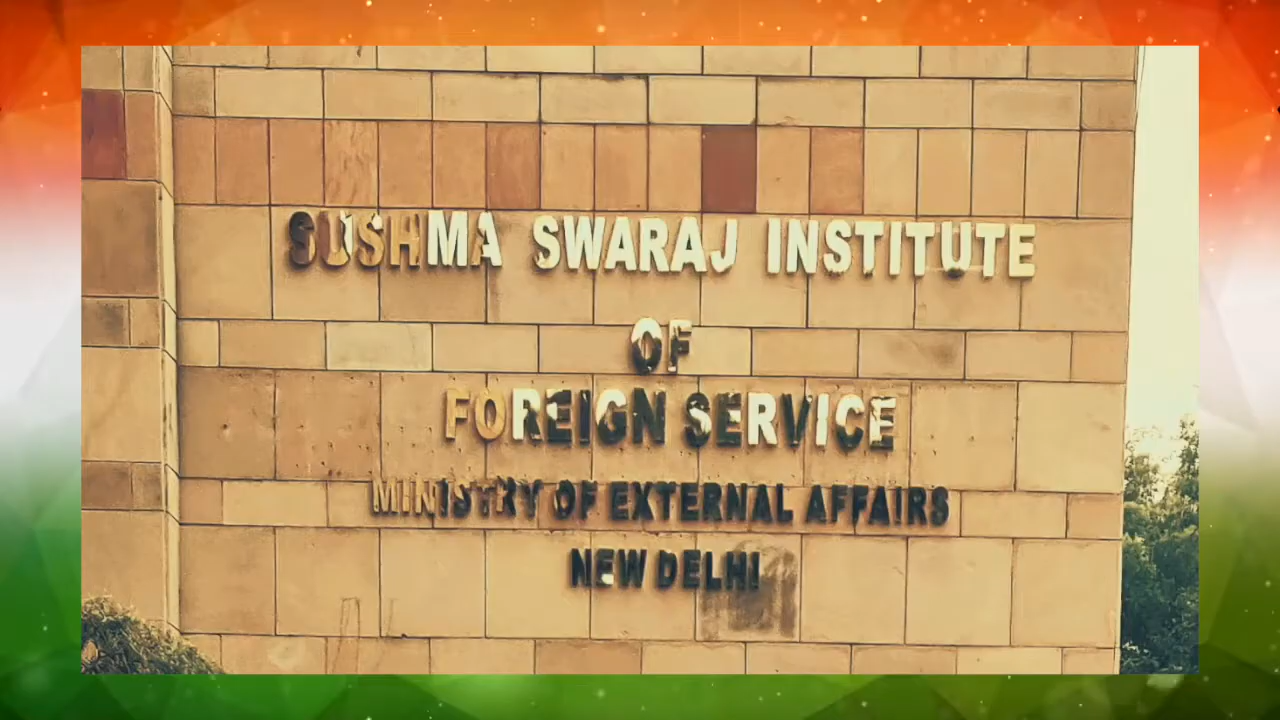 SUSHMA SWARAJ INSTITUTE
OF
FOREIGN SERVICE
MINISTRY OF EXTERNAL AFFAIRS
NEW DELHI